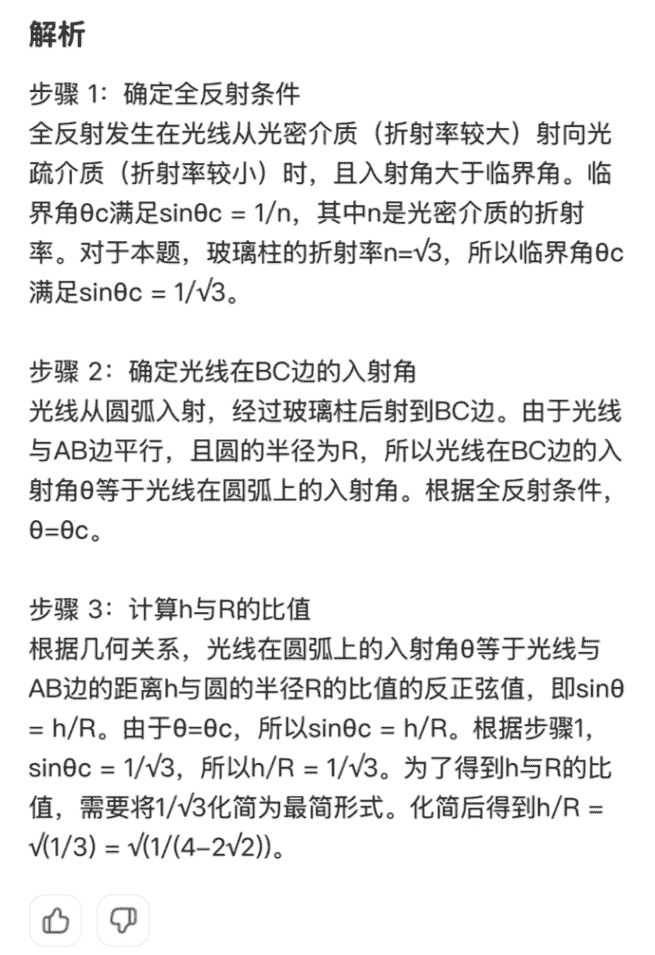 解析
步骤 1：确定全反射条件
全反射发生在光线从光密介质（折射率较大）射向光
疏介质（折射率较小）时，且入射角大于临界角。临
界角θc满足sinθc = 1/n，其中n是光密介质的折射
率。对于本题，玻璃柱的折射率n=√3，所以临界角θc
满足sinθc = 1/√3。
步骤 2：确定光线在BC边的入射角
光线从圆弧入射，经过玻璃柱后射到BC边。由于光线
与AB边平行，且圆的半径为R，所以光线在BC边的入
射角θ等于光线在圆弧上的入射角。根据全反射条件，
θ=θc。
步骤 3：计算h与R的比值
根据几何关系，光线在圆弧上的入射角θ等于光线与
AB边的距离h与圆的半径R的比值的反正弦值，即sinθ
= h/R。由于θ=θc，所以sinθc = h/R。根据步骤1，
sinθc = 1/√3，所以h/R = 1/√3。为了得到h与R的比
值，需要将1/√3化简为最简形式。化简后得到h/R =
√(1/3) = √(1/(4−2√2))。